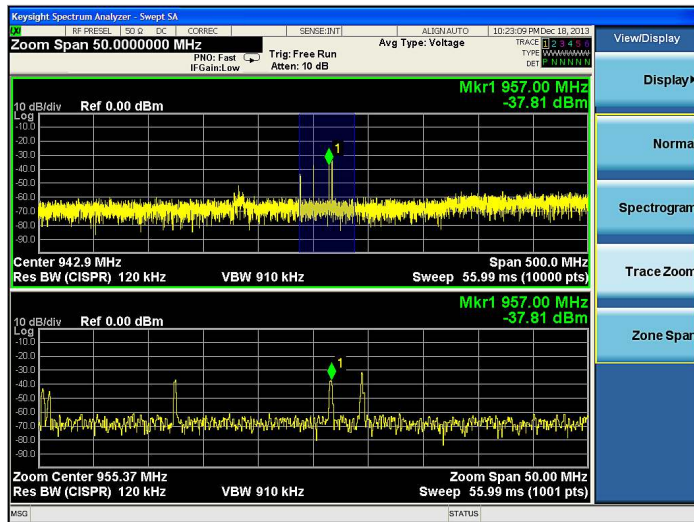 Keysight Spectrum Analyzer - Swept SA
RF PRESEL 50 Ω DC CORREC SENSE:INT ALIGN AUTO 10:23:09 PM Dec 18, 2013
Zoom Span 50.0000000 MHz
PNO: Fast
IFGain:Low
Trig: Free Run
Atten: 10 dB
Avg Type: Voltage
TRACE 1 2 3 4 5 6
TYPE
DET P N N N N N
View/Display
Display
Norma
Spectrogram
Trace Zoom
Zone Span
Mkr1 957.00 MHz
-37.81 dBm
10 dB/div Ref 0.00 dBm
Log
-10.0
-20.0
-30.0
-40.0
-50.0
-60.0
-70.0
-80.0
-90.0
1
Center 942.9 MHz Span 500.0 MHz
Res BW (CISPR) 120 kHz VBW 910 kHz Sweep 55.99 ms (10000 pts)
Mkr1 957.00 MHz
-37.81 dBm
10 dB/div Ref 0.00 dBm
Log
-10.0
-20.0
-30.0
-40.0
-50.0
-60.0
-70.0
-80.0
-90.0
1
Zoom Center 955.37 MHz Zoom Span 50.00 MHz
Res BW (CISPR) 120 kHz VBW 910 kHz Sweep 55.99 ms (1001 pts)
MSG STATUS